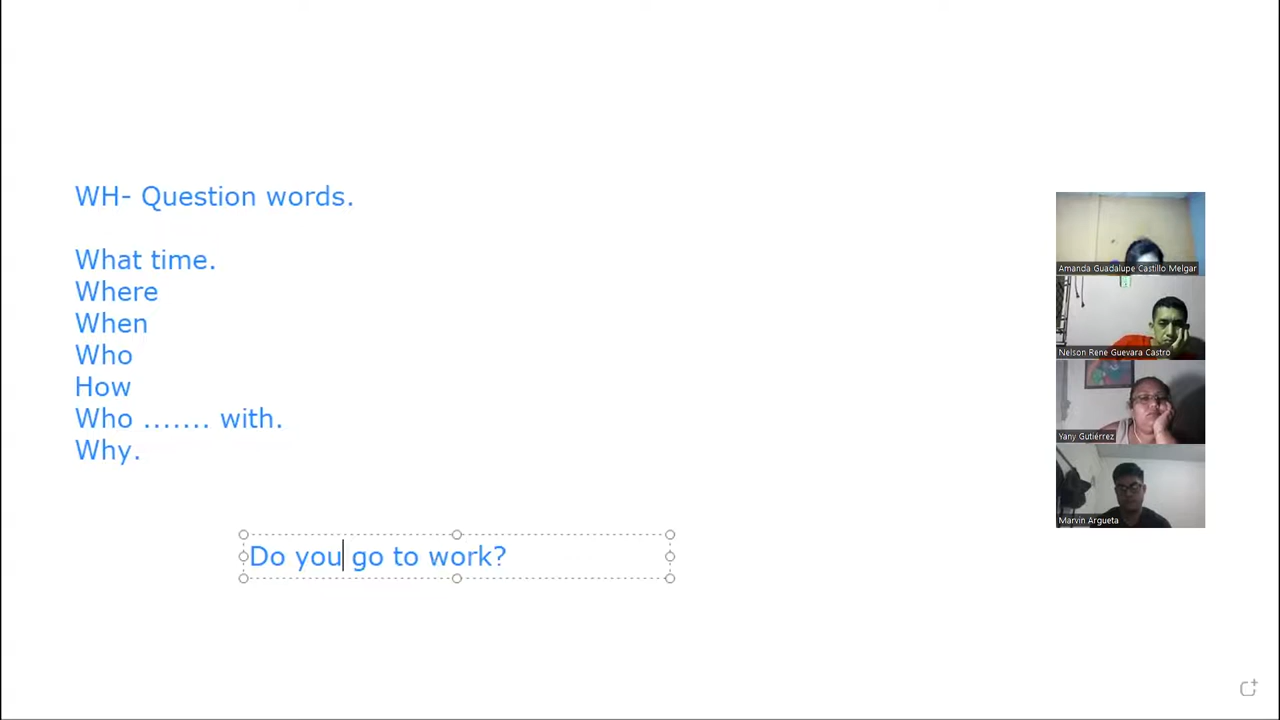 WH- Question words.
What time.
Where
When
Who
How
Who ....... with.
Why.
Do you go to work?
Amanda Guadalupe Castillo Melgar
Nelson Rene Guevara Castro
Yany Gutiérrez
Marvin Argueta